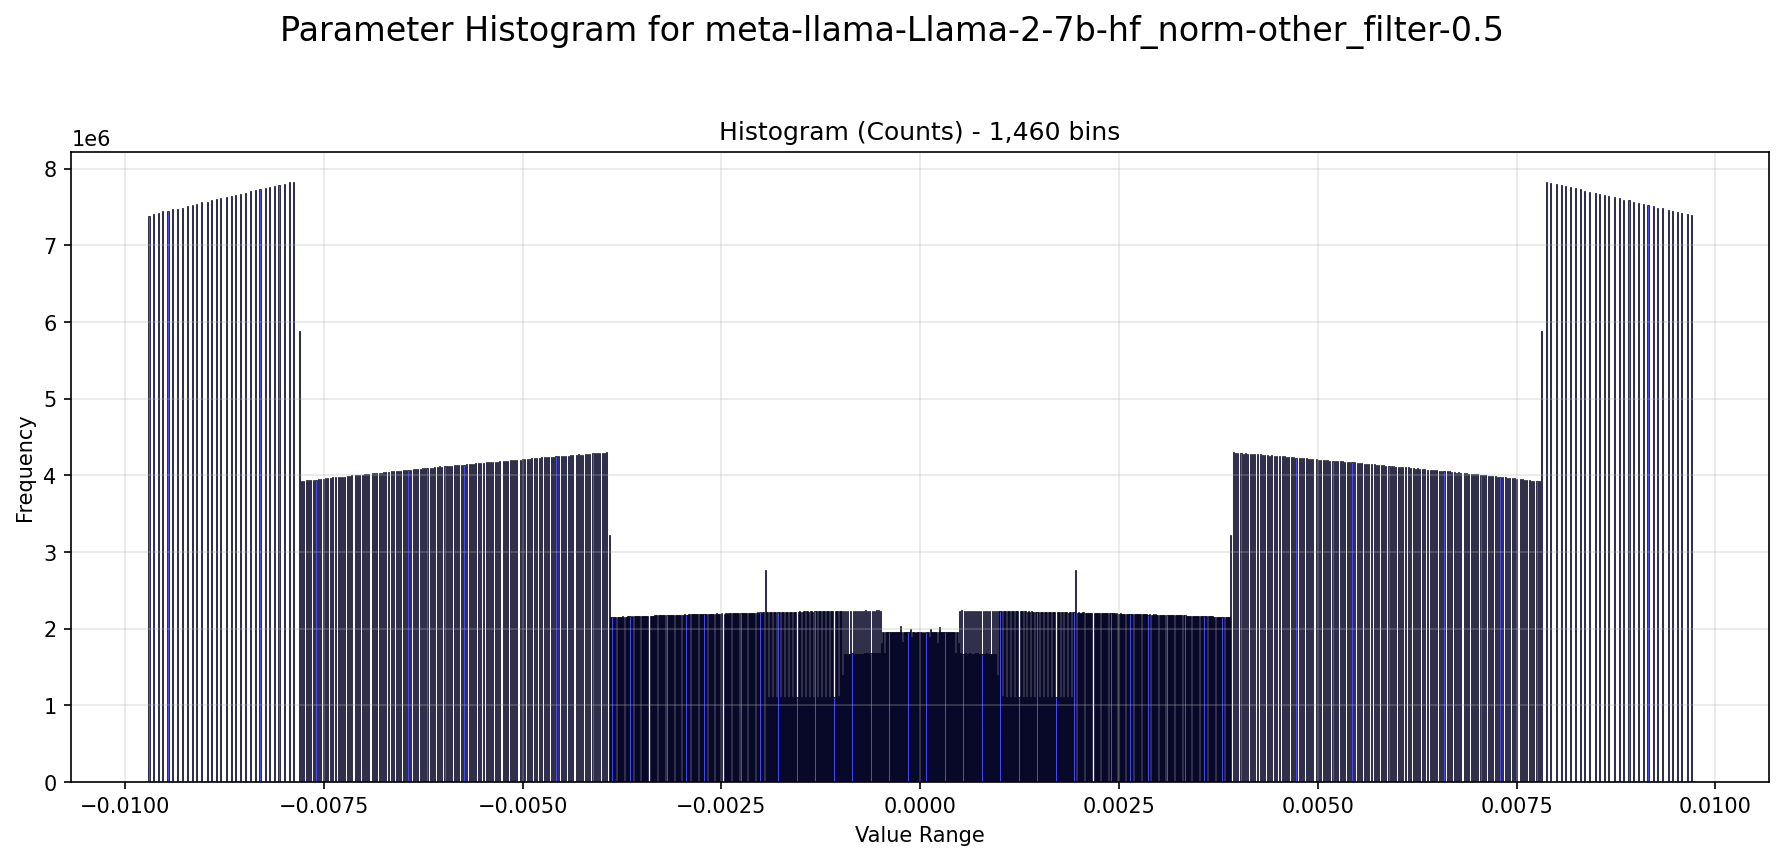 Parameter Histogram for meta-llama-Llama-2-7b-hf_norm-other_filter-0.5
Histogram (Counts) - 1,460 bins
1e6
8
7
6
5
4
3
2
1
0
Frequency
−0.0100 −0.0075 −0.0050 −0.0025 0.0000 0.0025 0.0050 0.0075 0.0100
Value Range